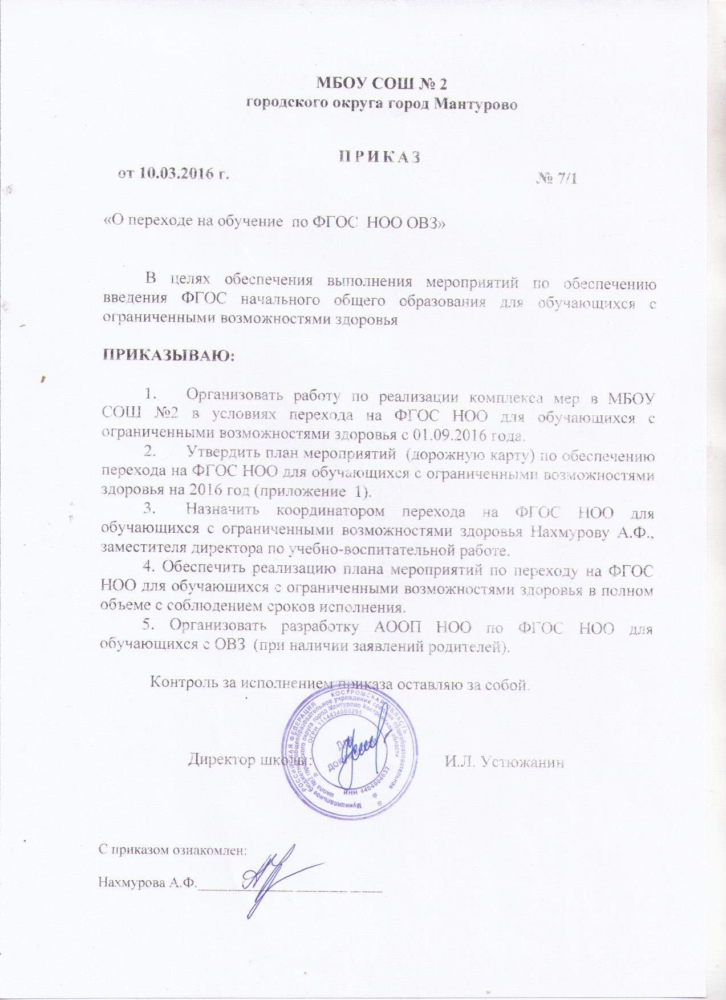 МБОУ СОШ № 2
городского округа город Мантурово
П Р И К А З
от 10.03.2016 г.
№ 7/1
«О переходе на обучение по ФГОС НОО ОВЗ»
В целях обеспечения выполнения мероприятий по обеспечению
введения ФГОС начального общего образования для обучающихся с
ограниченными возможностями здоровья
ПРИКАЗЫВАЮ:
1. Организовать работу по реализации комплекса мер в МБОУ
СОШ №2 в условиях перехода на ФГОС НОО для обучающихся с
ограниченными возможностями здоровья с 01.09.2016 года.
2. Утвердить план мероприятий (дорожную карту) по обеспечению
перехода на ФГОС НОО для обучающихся с ограниченными возможностями
здоровья на 2016 год (приложение 1).
3. Назначить координатором перехода на ФГОС НОО для
обучающихся с ограниченными возможностями здоровья Нахмурову А.Ф.,
заместителя директора по учебно-воспитательной работе.
4. Обеспечить реализацию плана мероприятий по переходу на ФГОС
НОО для обучающихся с ограниченными возможностями здоровья в полном
объеме с соблюдением сроков исполнения.
5. Организовать разработку АООП НОО по ФГОС НОО для
обучающихся с ОВЗ (при наличии заявлений родителей).
Контроль за исполнением приказа оставляю за собой.
РОССИЙСКАЯ ФЕДЕРАЦИЯ КОСТРОМСКАЯ ОБЛАСТЬ
Муниципальное бюджетное общеобразовательное учреждение средняя общеобразовательная
школа №2 городского округа город Мантурово Костромской области
ОГРН 1114434000295
ИНН 4404004632
Для
документов
Директор школы: И.Л. Устюжанин
С приказом ознакомлен:
Нахмурова А.Ф.